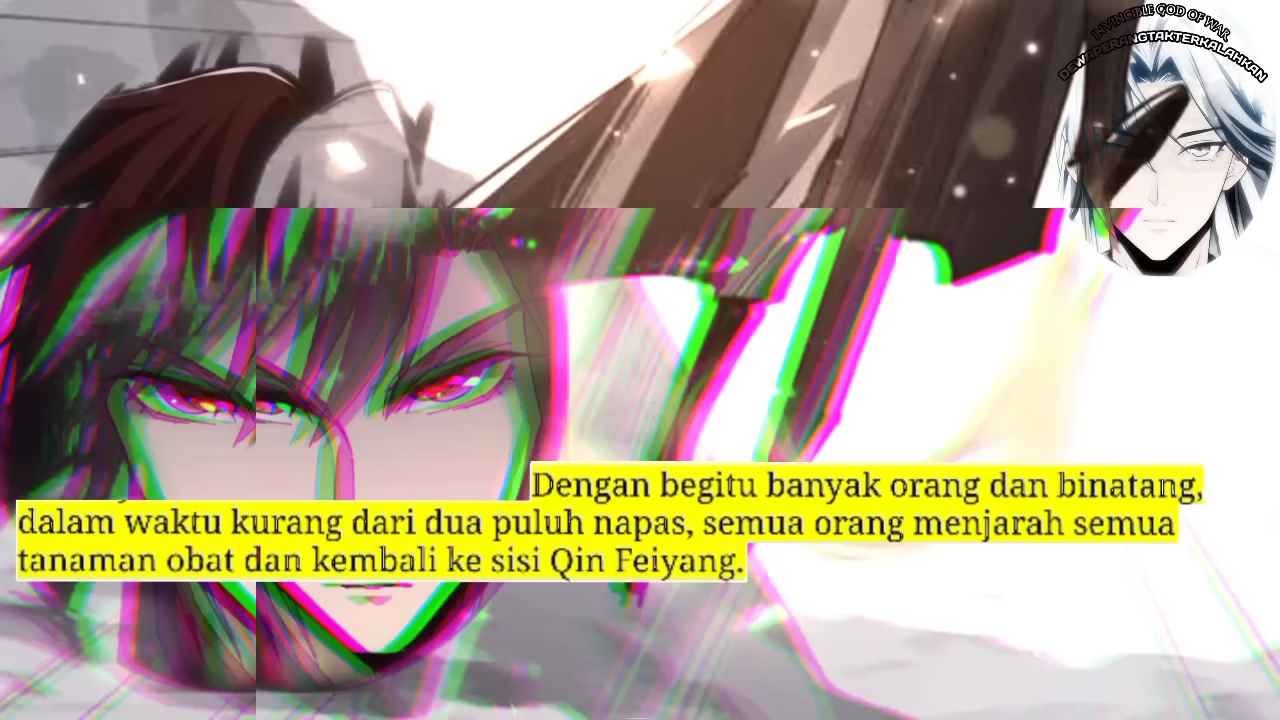 INVINCIBLE GOD OF WAR
DEWAPERANGTAKTERKALAHKAN
Dengan begitu banyak orang dan binatang,
dalam waktu kurang dari dua puluh napas, semua orang menjarah semua
tanaman obat dan kembali ke sisi Qin Feiyang.